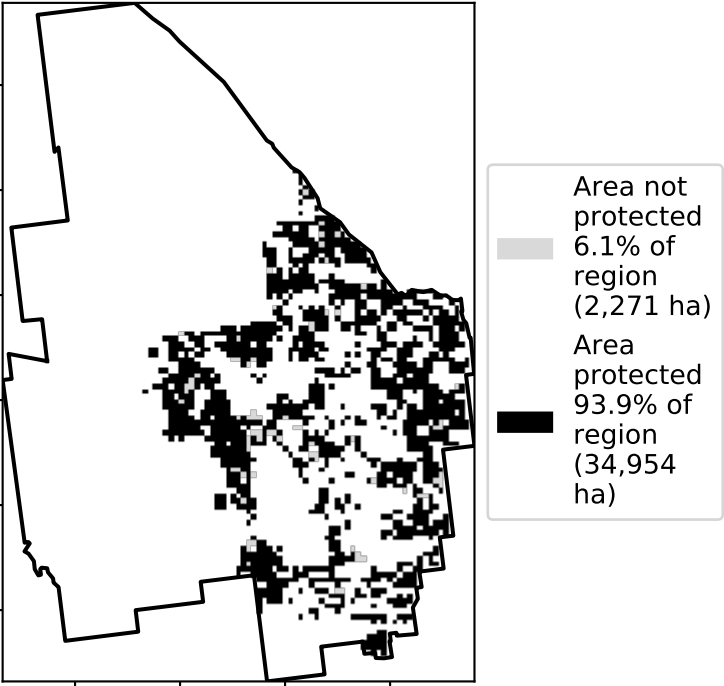 Area not
protected
6.1% of
region
(2,271 ha)
Area
protected
93.9% of
region
(34,954
ha)